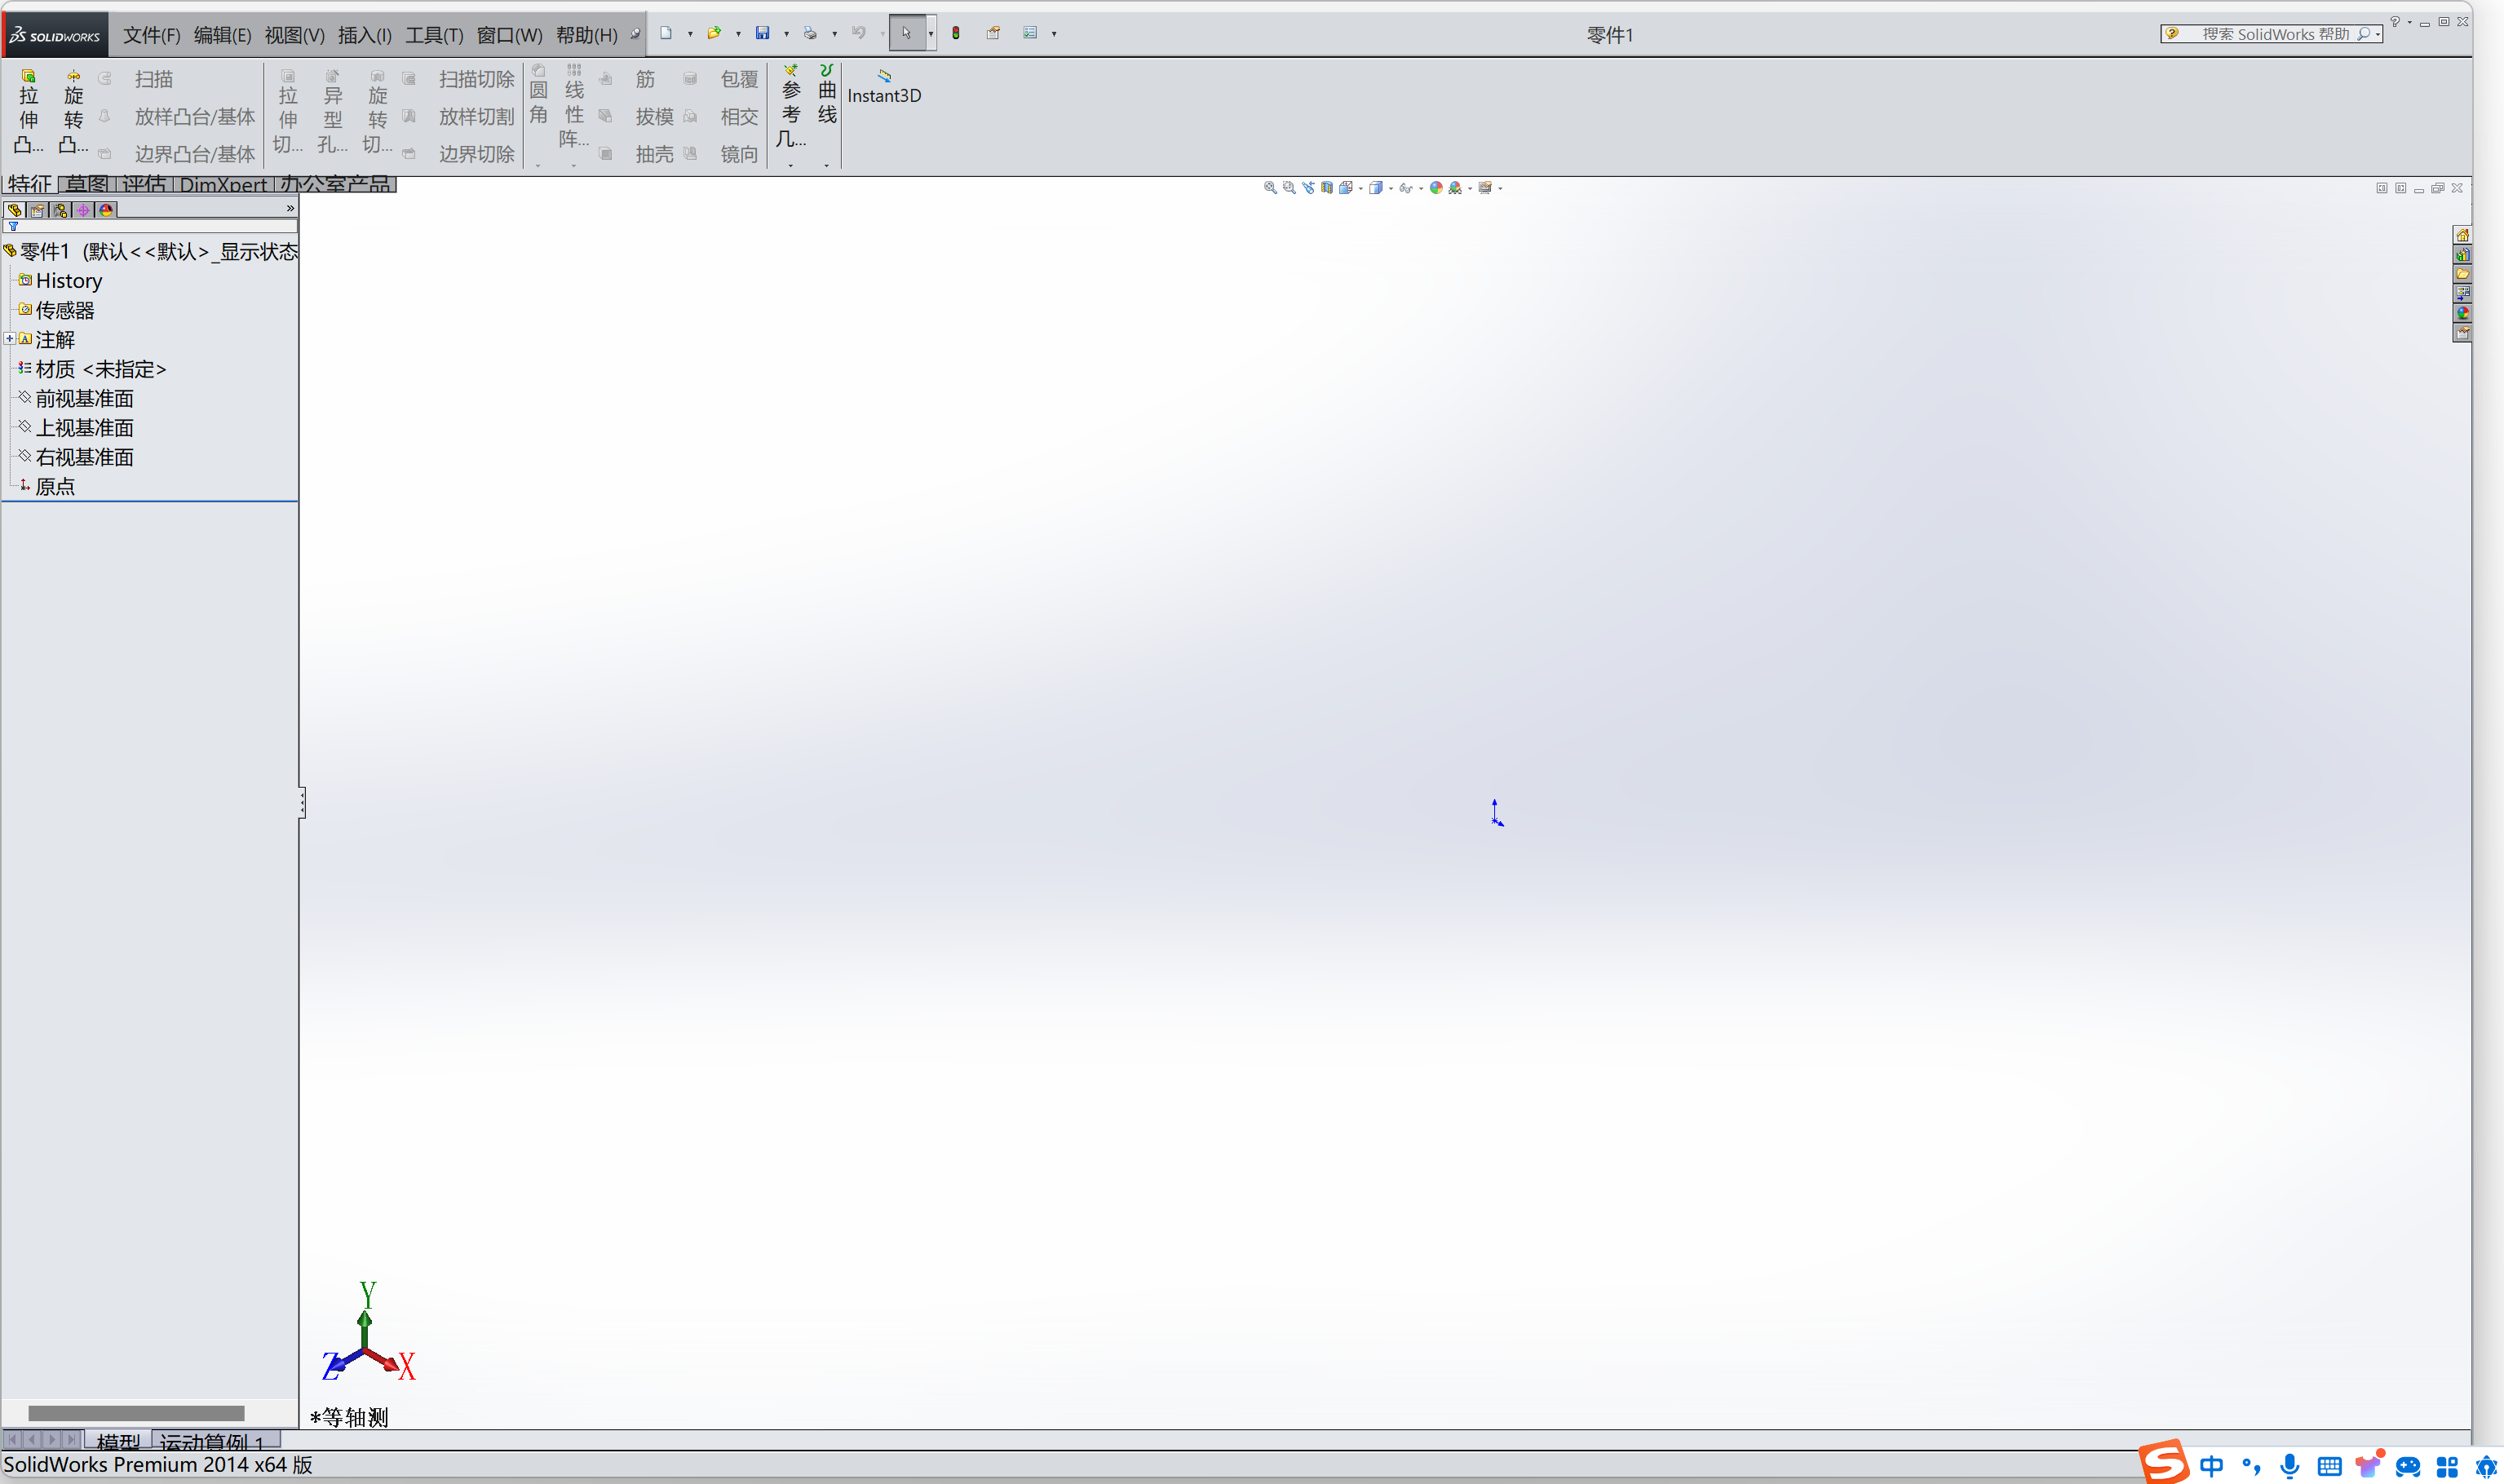 SOLIDWORKS 文件(F) 编辑(E) 视图(V) 插入(I) 工具(T) 窗口(W) 帮助(H) 零件1 搜索 SolidWorks 帮助
拉伸凸...
旋转凸...
扫描
放样凸台/基体
边界凸台/基体
拉伸切...
异型孔...
旋转切...
扫描切除
放样切割
边界切除
圆角
线性阵...
筋
拔模
抽壳
包覆
相交
镜向
参考几...
曲线
Instant3D
特征 草图 评估 DimXpert 办公室产品
零件1 (默认<<默认>_显示状态
History
传感器
注解
材质 <未指定>
前视基准面
上视基准面
右视基准面
原点
Y
Z X
*等轴测
模型 运动算例 1
SolidWorks Premium 2014 x64 版
中